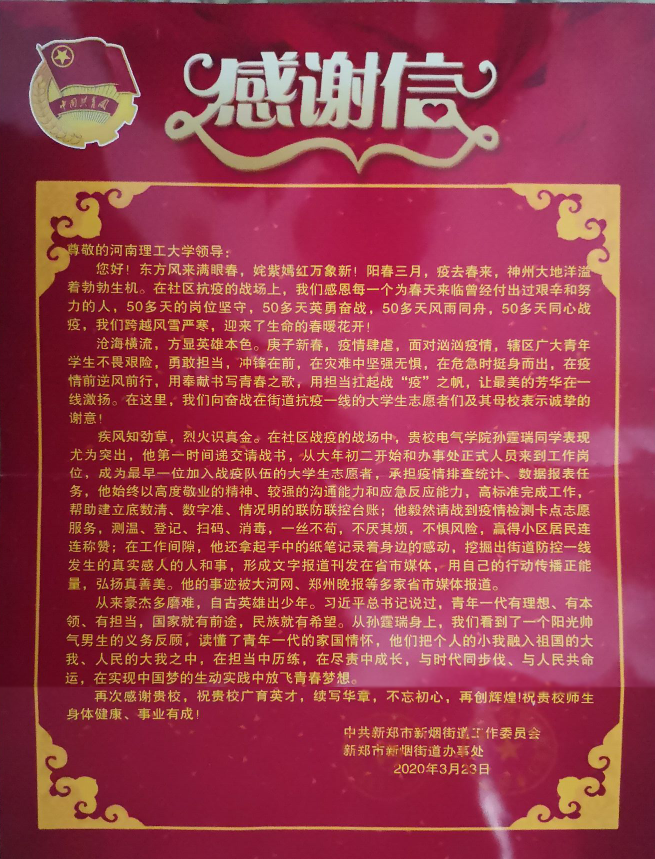 中国共青团
感谢信
尊敬的河南理工大学领导：
您好！东方风来满眼春，姹紫嫣红万象新！阳春三月，疫去春来，神州大地洋溢
着勃勃生机。在社区抗疫的战场上，我们感恩每一个为春天来临曾经付出过艰辛和努
力的人，50多天的岗位坚守，50多天英勇奋战，50多天风雨同舟，50多天同心战
疫，我们跨越风雪严寒，迎来了生命的春暖花开！
沧海横流，方显英雄本色。庚子新春，疫情肆虐，面对汹汹疫情，辖区广大青年
学生不畏艰险，勇敢担当，冲锋在前，在灾难中坚强无惧，在危急时挺身而出，在疫
情前逆风前行，用奉献书写青春之歌，用担当扛起战“疫”之帆，让最美的芳华在一
线激扬。在这里，我们向奋战在街道抗疫一线的大学生志愿者们及其母校表示诚挚的
谢意！
疾风知劲草，烈火识真金。在社区战疫的战场中，贵校电气学院孙霆瑞同学表现
尤为突出，他第一时间递交请战书，从大年初二开始和办事处正式人员来到工作岗
位，成为最早一位加入战疫队伍的大学生志愿者，承担疫情排查统计、数据报表任
务，他始终以高度敬业的精神、较强的沟通能力和应急反应能力，高标准完成工作，
帮助建立底数清、数字准、情况明的联防联控台账；他毅然请战到疫情检测卡点志愿
服务，测温、登记、扫码、消毒，一丝不苟，不厌其烦，不惧风险，赢得小区居民连
连称赞；在工作间隙，他还拿起手中的纸笔记录着身边的感动，挖掘出街道防控一线
发生的真实感人的人和事，形成文字报道刊发在省市媒体，用自己的行动传播正能
量，弘扬真善美。他的事迹被大河网、郑州晚报等多家省市媒体报道。
从来豪杰多磨难，自古英雄出少年。习近平总书记说过，青年一代有理想、有本
领、有担当，国家就有前途，民族就有希望。从孙霆瑞身上，我们看到了一个阳光帅
气男生的义务反顾，读懂了青年一代的家国情怀，他们把个人的小我融入祖国的大
我、人民的大我之中，在担当中历练，在尽责中成长，与时代同步伐、与人民共命
运，在实现中国梦的生动实践中放飞青春梦想。
再次感谢贵校，祝贵校广育英才，续写华章，不忘初心，再创辉煌！祝贵校师生
身体健康、事业有成！
中共新郑市新烟街道工作委员会
新郑市新烟街道办事处
2020年3月23日